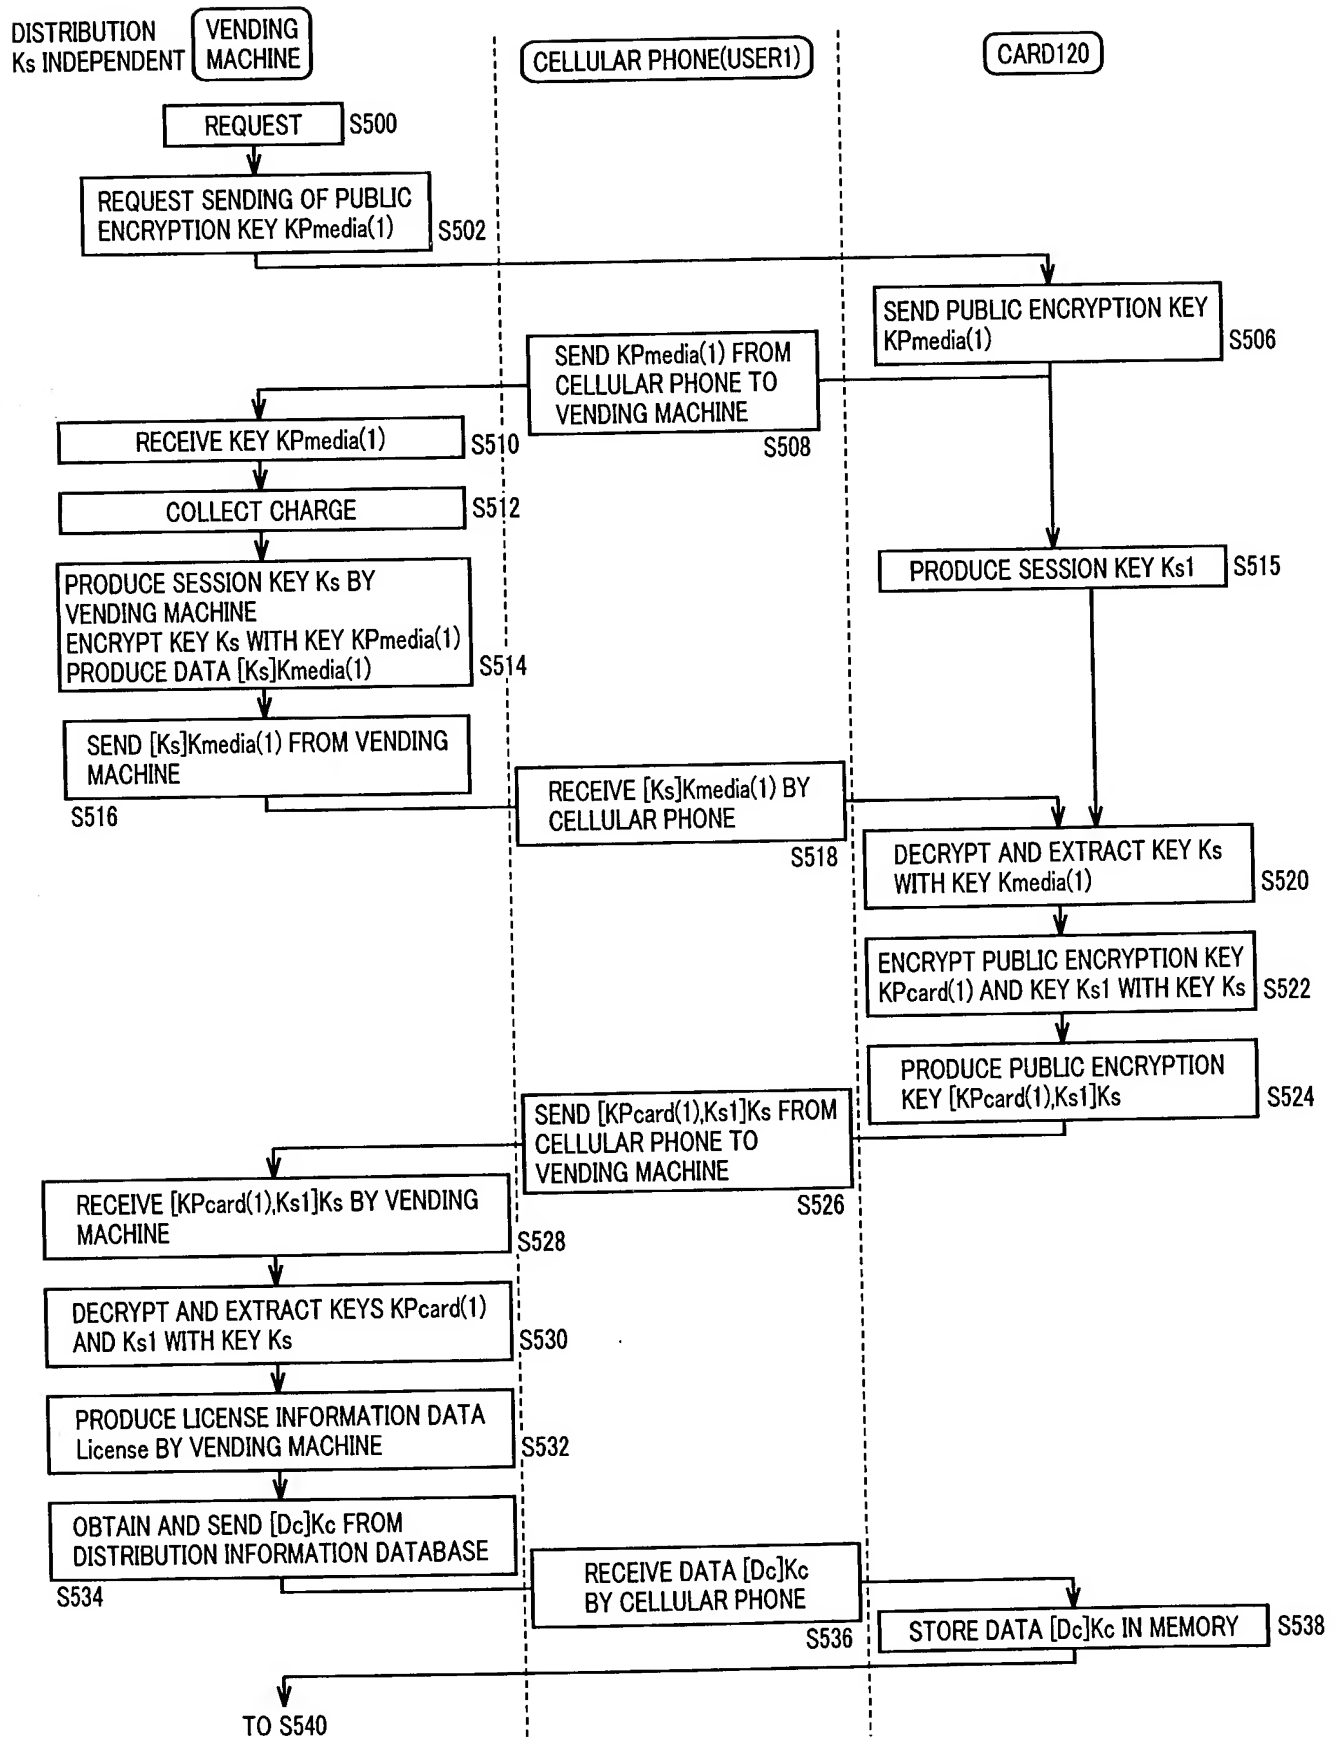 DISTRIBUTION
Ks INDEPENDENT
VENDING
MACHINE
CELLULAR PHONE(USER1)
CARD120
REQUEST
S500
REQUEST SENDING OF PUBLIC
ENCRYPTION KEY KPmedia(1)
S502
SEND PUBLIC ENCRYPTION KEY
KPmedia(1)
S506
SEND KPmedia(1) FROM
CELLULAR PHONE TO
VENDING MACHINE
S508
RECEIVE KEY KPmedia(1)
S510
COLLECT CHARGE
S512
PRODUCE SESSION KEY Ks BY
VENDING MACHINE
ENCRYPT KEY Ks WITH KEY KPmedia(1)
PRODUCE DATA [Ks]Kmedia(1)
S514
PRODUCE SESSION KEY Ks1
S515
SEND [Ks]Kmedia(1) FROM VENDING
MACHINE
S516
RECEIVE [Ks]Kmedia(1) BY
CELLULAR PHONE
S518
DECRYPT AND EXTRACT KEY Ks
WITH KEY Kmedia(1)
S520
ENCRYPT PUBLIC ENCRYPTION KEY
KPcard(1) AND KEY Ks1 WITH KEY Ks
S522
PRODUCE PUBLIC ENCRYPTION
KEY [KPcard(1),Ks1]Ks
S524
SEND [KPcard(1),Ks1]Ks FROM
CELLULAR PHONE TO
VENDING MACHINE
S526
RECEIVE [KPcard(1),Ks1]Ks BY VENDING
MACHINE
S528
DECRYPT AND EXTRACT KEYS KPcard(1)
AND Ks1 WITH KEY Ks
S530
PRODUCE LICENSE INFORMATION DATA
License BY VENDING MACHINE
S532
OBTAIN AND SEND [Dc]Kc FROM
DISTRIBUTION INFORMATION DATABASE
S534
RECEIVE DATA [Dc]Kc
BY CELLULAR PHONE
S536
STORE DATA [Dc]Kc IN MEMORY
S538
TO S540